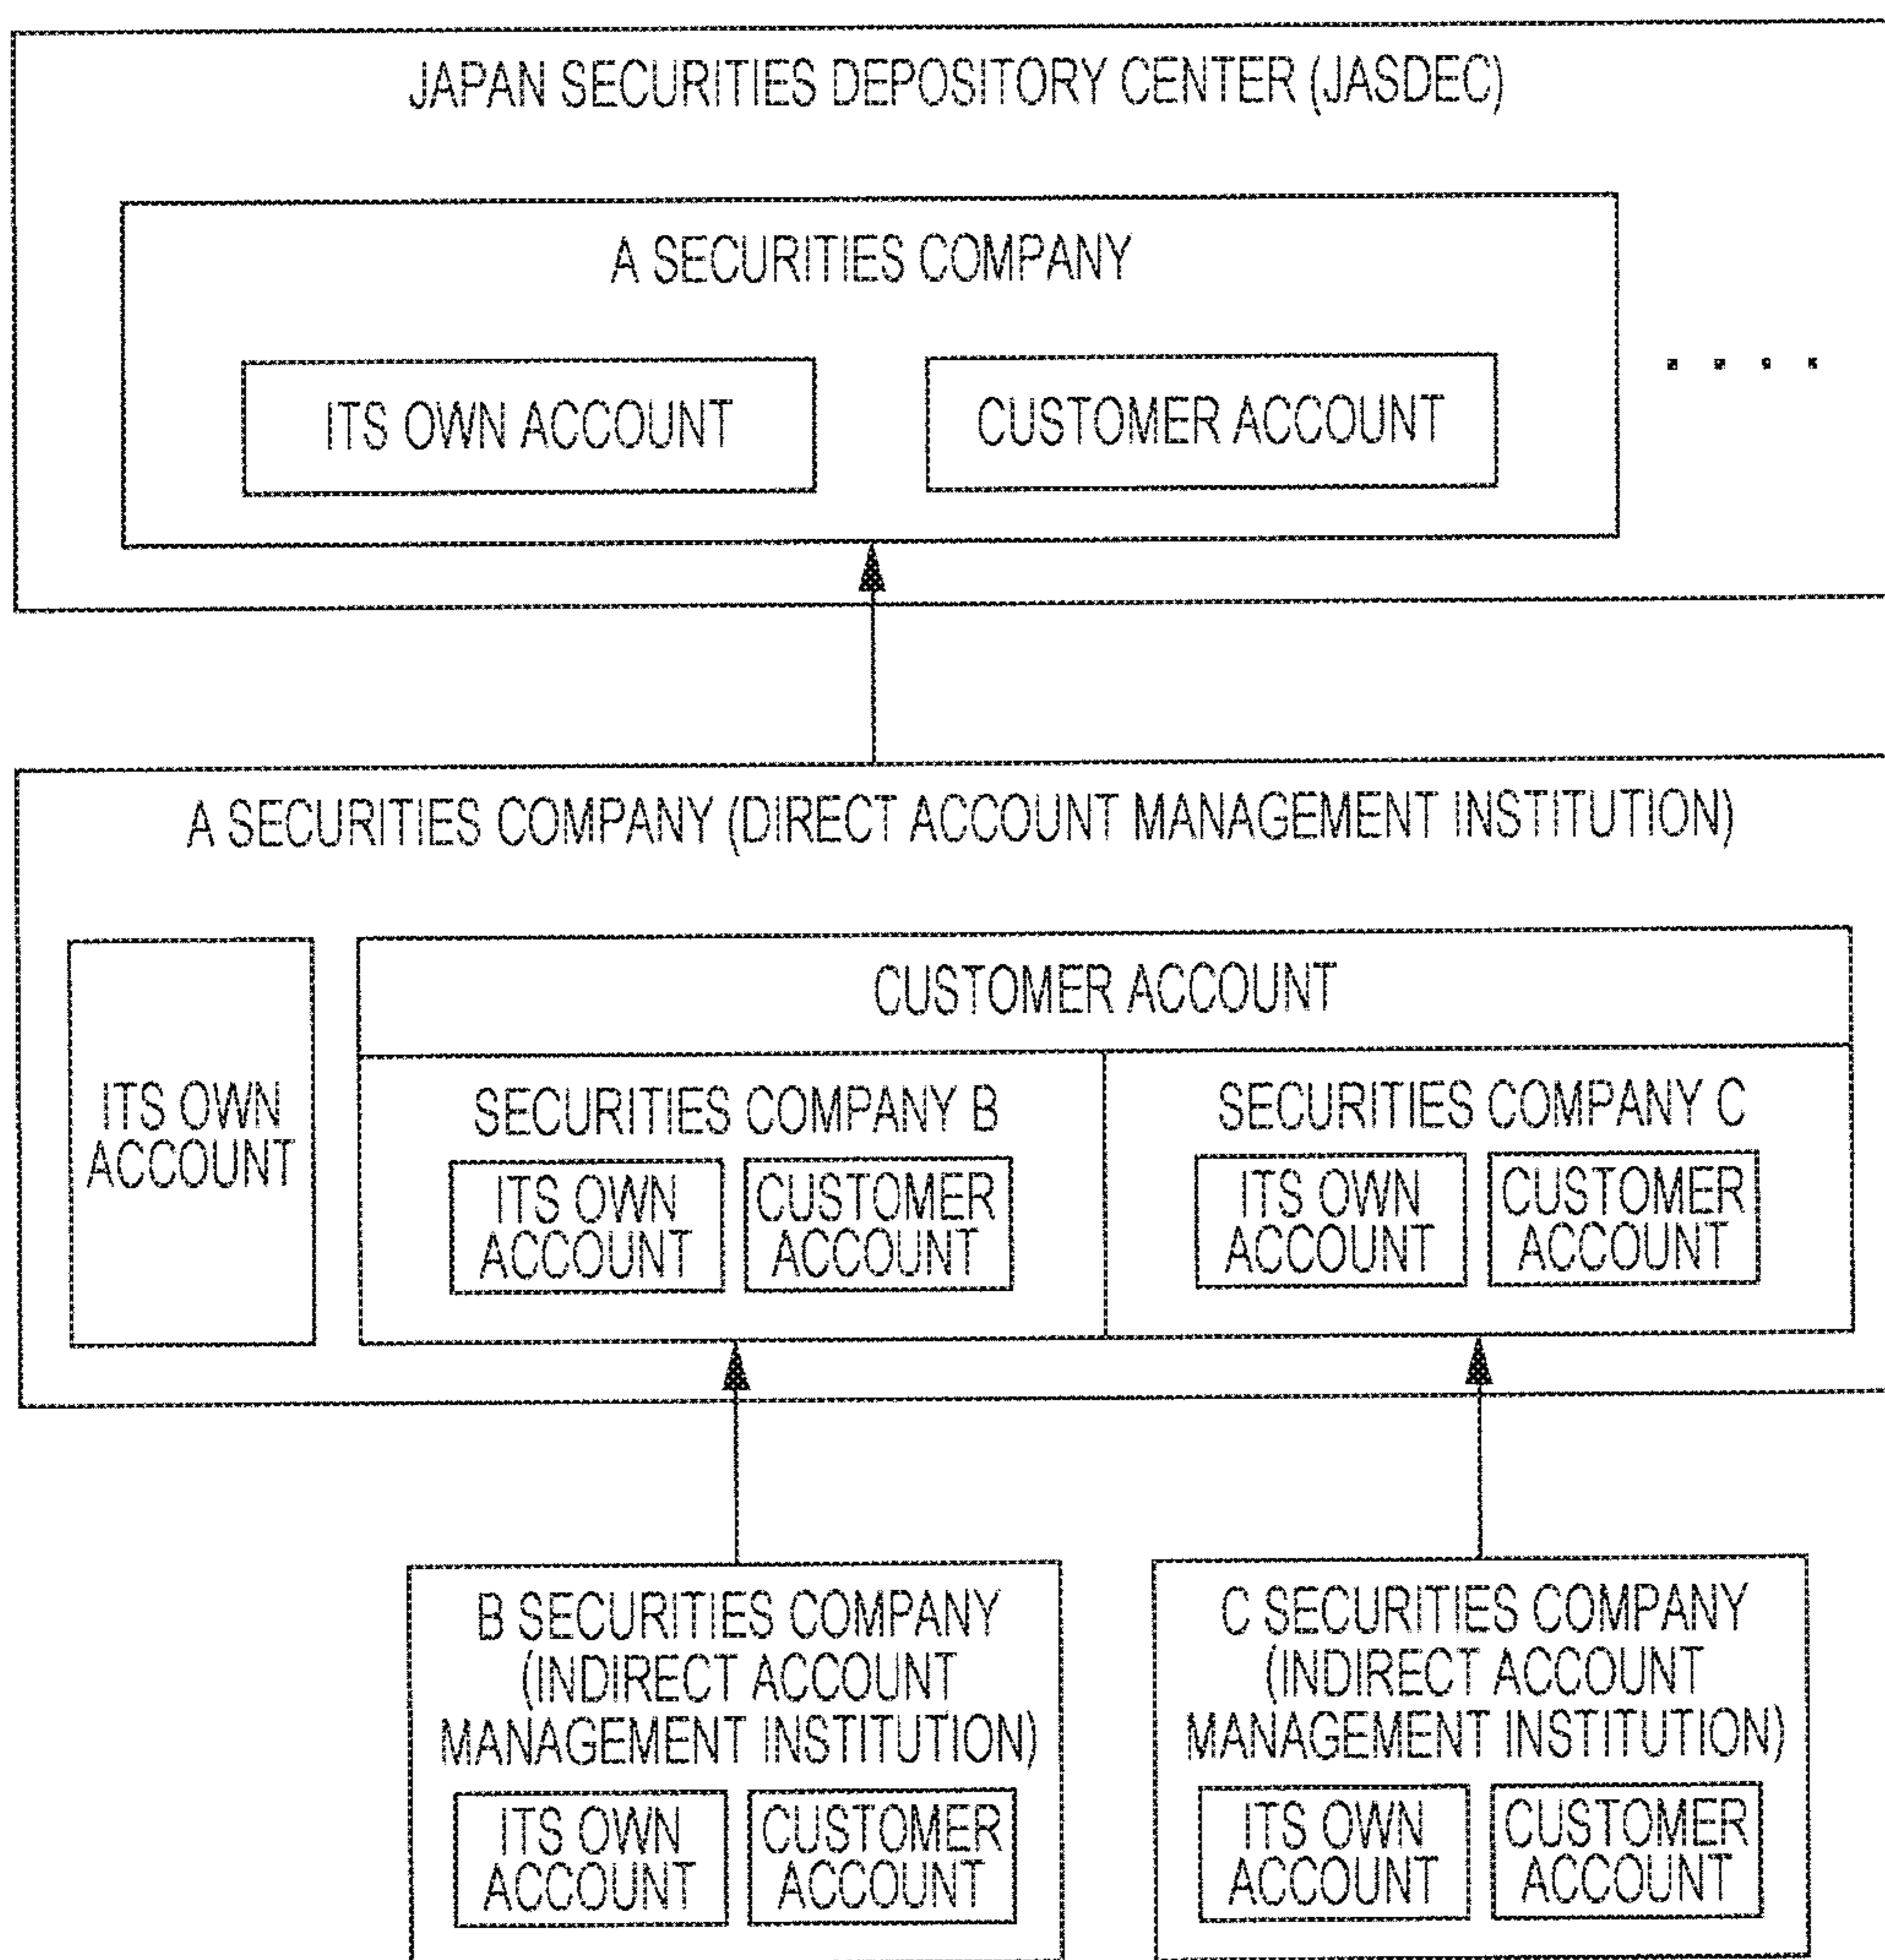 JAPAN SECURITIES DEPOSITORY CENTER (JASDEC)
A SECURITIES COMPANY
ITS OWN ACCOUNT
CUSTOMER ACCOUNT
A SECURITIES COMPANY (DIRECT ACCOUNT MANAGEMENT INSTITUTION)
ITS OWN
ACCOUNT
CUSTOMER ACCOUNT
SECURITIES COMPANY B
ITS OWN
ACCOUNT
CUSTOMER
ACCOUNT
SECURITIES COMPANY C
ITS OWN
ACCOUNT
CUSTOMER
ACCOUNT
B SECURITIES COMPANY
(INDIRECT ACCOUNT
MANAGEMENT INSTITUTION)
ITS OWN
ACCOUNT
CUSTOMER
ACCOUNT
C SECURITIES COMPANY
(INDIRECT ACCOUNT
MANAGEMENT INSTITUTION)
ITS OWN
ACCOUNT
CUSTOMER
ACCOUNT